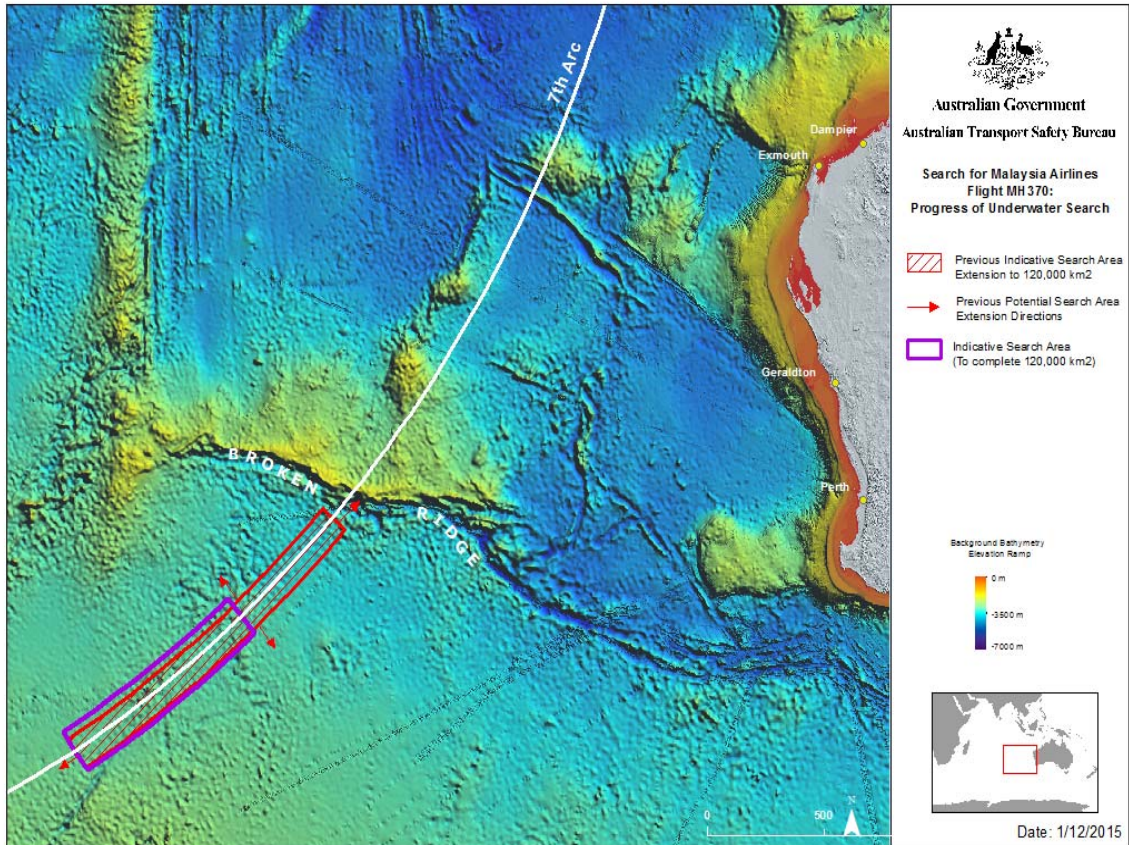 7th Arc
Dampier
Exmouth
Geraldton
Perth
BROKEN
RIDGE
0
500
N
Australian Government
Australian Transport Safety Bureau
Search for Malaysia Airlines
Flight MH370:
Progress of Underwater Search
Previous Indicative Search Area
Extension to 120,000 km2
Previous Potential Search Area
Extension Directions
Indicative Search Area
(To complete 120,000 km2)
Background Bathymetry
Elevation Ramp
0 m
-3500 m
-7000 m
Date: 1/12/2015